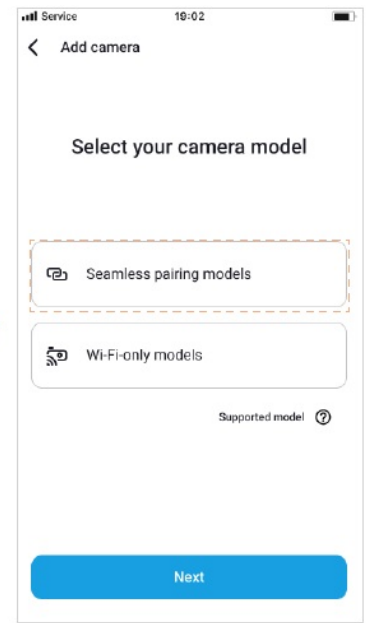 Service 19:02
Add camera
Select your camera model
Seamless pairing models
Wi-Fi-only models
Supported model ?
Next